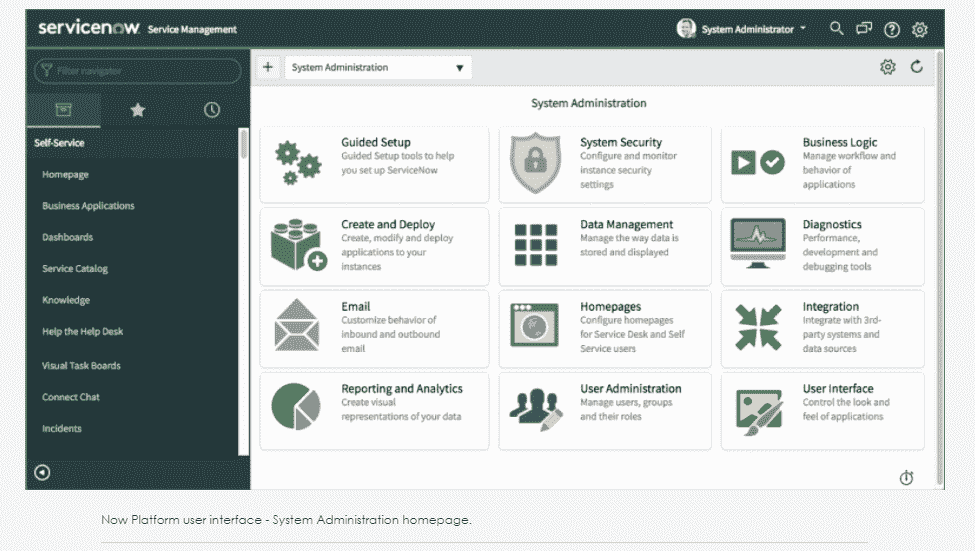 servicenow Service Management
System Administrator
Filter navigator
System Administration
Self-Service
Homepage
Business Applications
Dashboards
Service Catalog
Knowledge
Help the Help Desk
Visual Task Boards
Connect Chat
Incidents
System Administration
Guided Setup
Guided Setup tools to help
you set up ServiceNow
System Security
Configure and monitor
instance security
settings
Business Logic
Manage workflow and
behavior of
applications
Create and Deploy
Create, modify and deploy
applications to your
instances
Data Management
Manage the way data is
stored and displayed
Diagnostics
Performance,
development and
debugging tools
Email
Customize behavior of
inbound and outbound
email
Homepages
Configure homepages
for Service Desk and Self
Service users
Integration
Integrate with 3rd-
party systems and
data sources
Reporting and Analytics
Create visual
representations of your data
User Administration
Manage users, groups
and their roles
User Interface
Control the look and
feel of applications
Now Platform user interface - System Administration homepage.